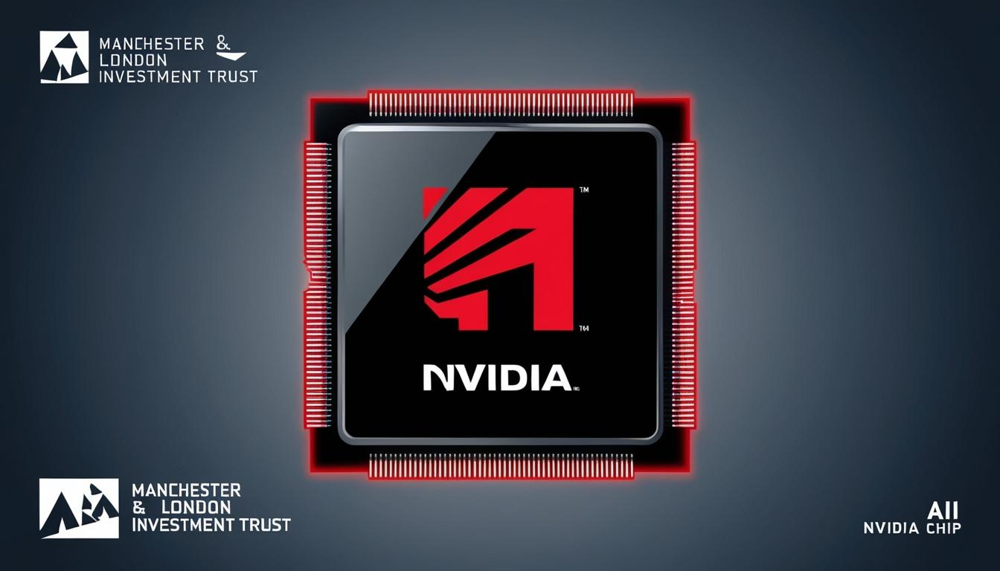 MANCHESTER &
LONDON
INVESTMENT TRUST
TM
TM
NVIDIA
MANCHESTER
& LONDON
INVESTMENT TRUST
AII
NVIDIA CHIP